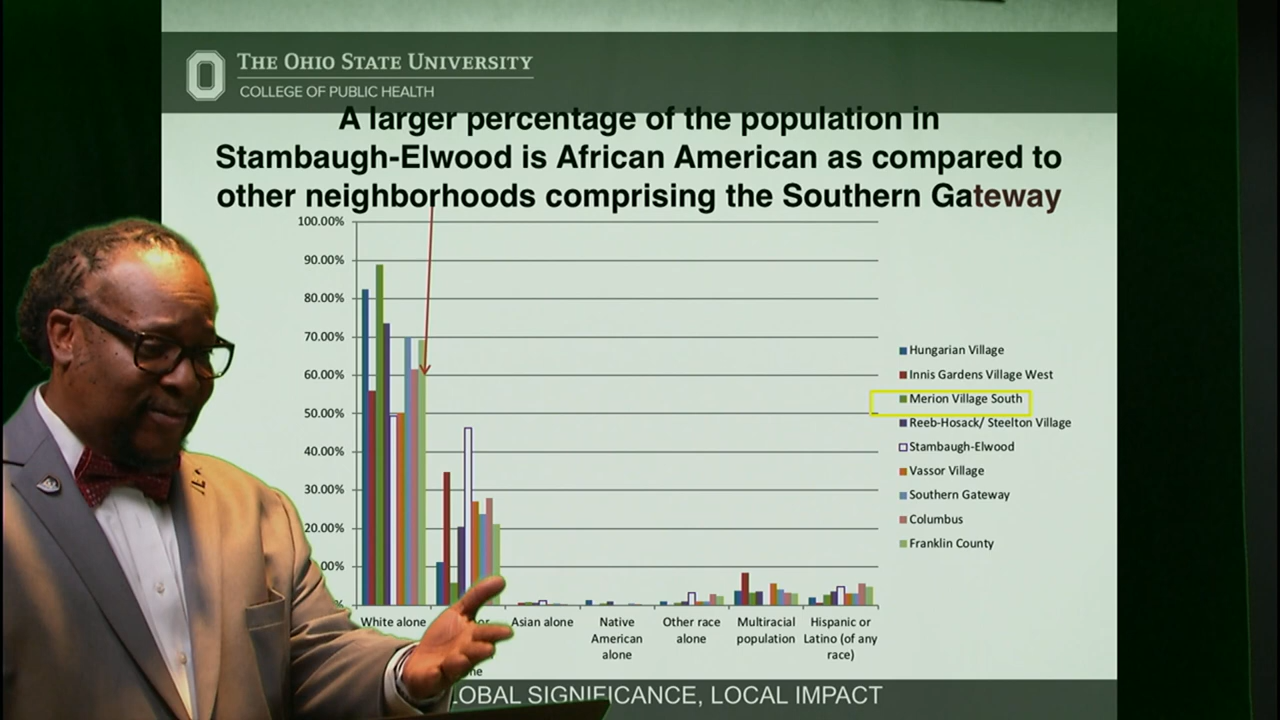 THE OHIO STATE UNIVERSITY
COLLEGE OF PUBLIC HEALTH
A larger percentage of the population in
Stambaugh-Elwood is African American as compared to
other neighborhoods comprising the Southern Gateway
100.00%
90.00%
80.00%
70.00%
60.00%
50.00%
40.00%
30.00%
20.00%
00%
%
Hungarian Village
Innis Gardens Village West
Merion Village South
Reeb-Hosack/ Steelton Village
Stambaugh-Elwood
Vassor Village
Southern Gateway
Columbus
Franklin County
White alone
or
ne
Asian alone
Native
American
alone
Other race
alone
Multiracial
population
Hispanic or
Latino (of any
race)
LOBAL SIGNIFICANCE, LOCAL IMPACT